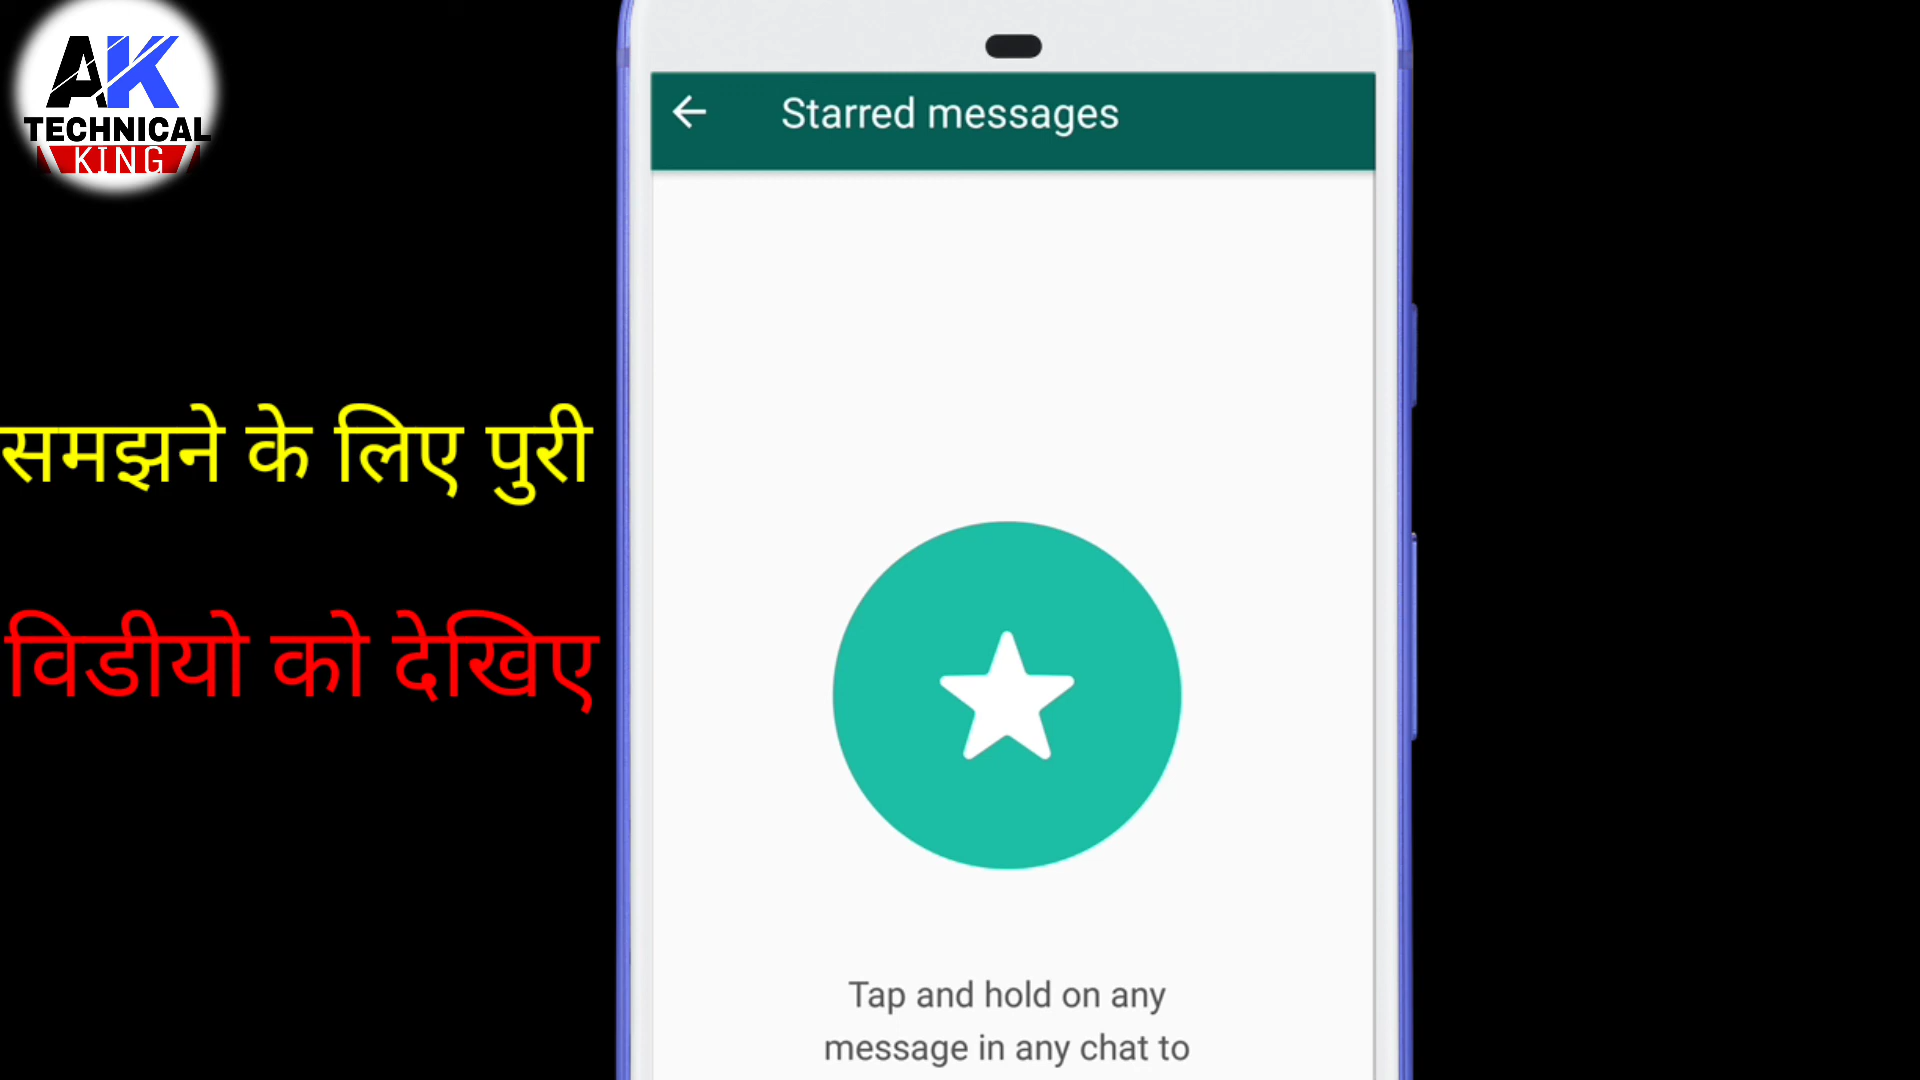 AK
TECHNICAL
KING
Starred messages
समझने के लिए पुरी
विडीयो को देखिए
Tap and hold on any
message in any chat to